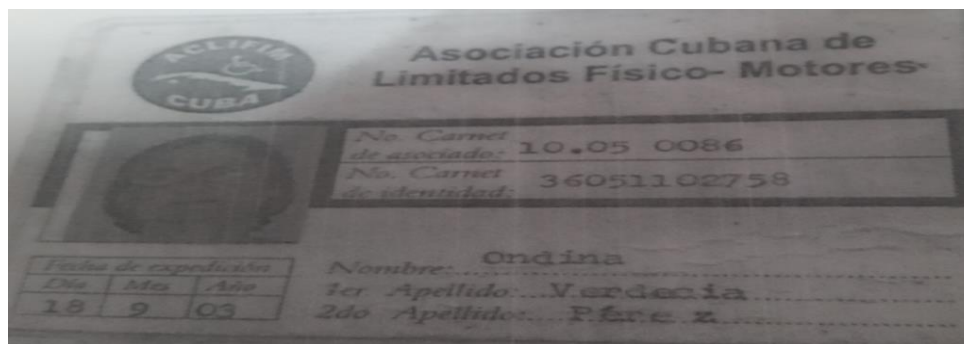 ACLIFIM
CUBA
Asociación Cubana de
Limitados Físico- Motores
No. Carnet
de asociado: 10.05 0086
No. Carnet
de identidad: 36051102758
Fecha de expedición
Día Mes Año
18 9 03
Nombre: Ondina
1er Apellido: Verdecia
2do Apellido: Pérez